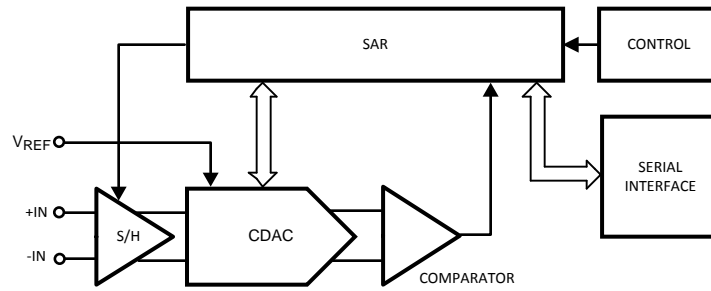 SAR
CONTROL
VREF
SERIAL
INTERFACE
+IN
S/H
CDAC
-IN
COMPARATOR